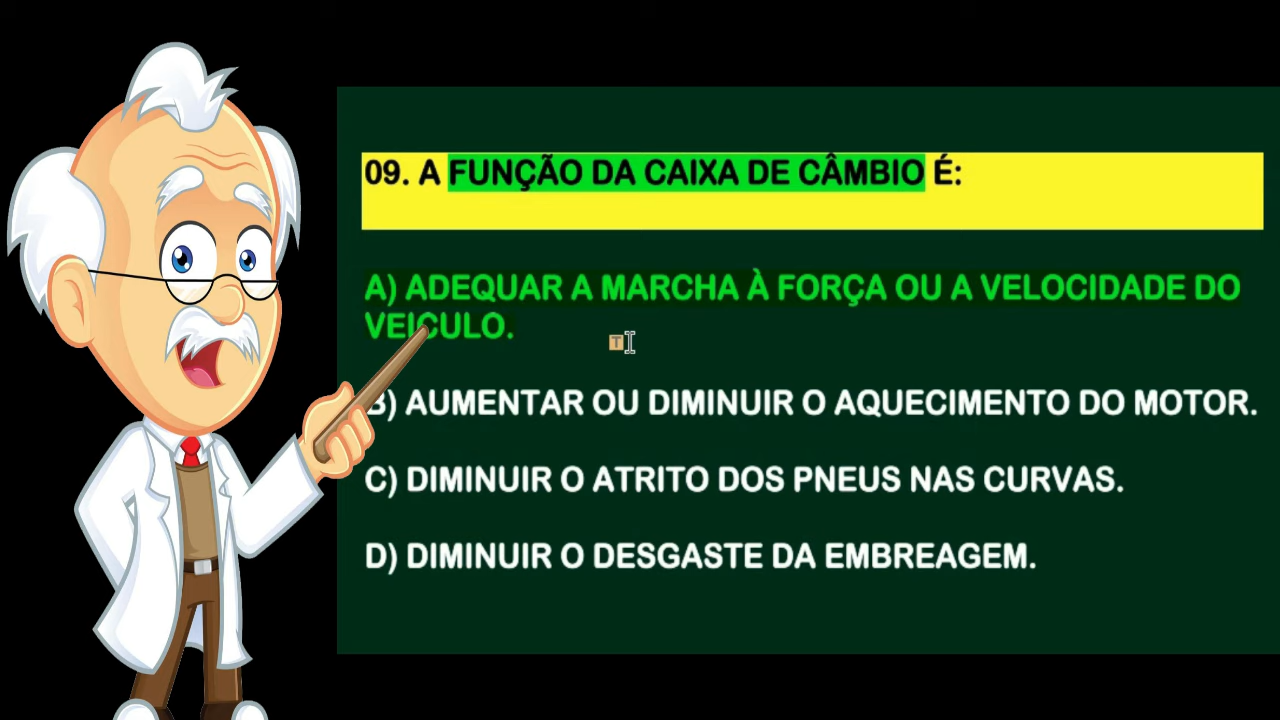 09. A FUNÇÃO DA CAIXA DE CÂMBIO É:
A) ADEQUAR A MARCHA À FORÇA OU A VELOCIDADE DO
VEICULO.
B) AUMENTAR OU DIMINUIR O AQUECIMENTO DO MOTOR.
C) DIMINUIR O ATRITO DOS PNEUS NAS CURVAS.
D) DIMINUIR O DESGASTE DA EMBREAGEM.